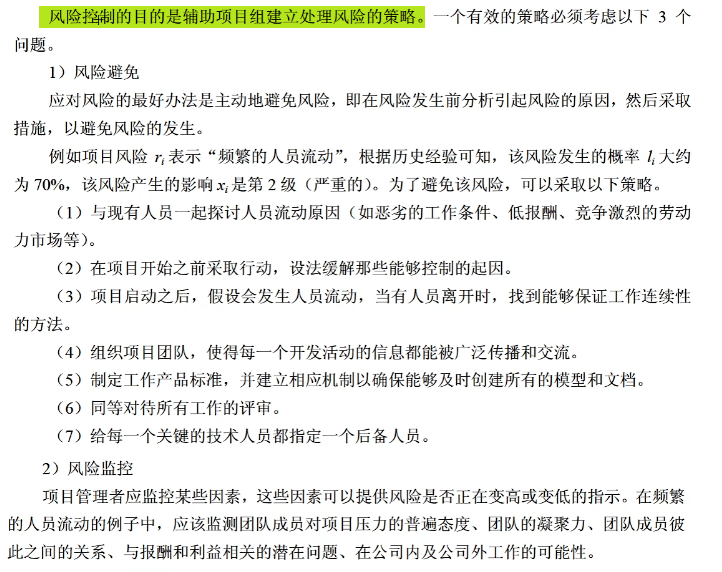 风险控制的目的是辅助项目组建立处理风险的策略。一个有效的策略必须考虑以下 3 个
问题。
1）风险避免
应对风险的最好办法是主动地避免风险，即在风险发生前分析引起风险的原因，然后采取
措施，以避免风险的发生。
例如项目风险 ri 表示“频繁的人员流动”，根据历史经验可知，该风险发生的概率 li 大约
为 70%，该风险产生的影响 xi 是第 2 级（严重的）。为了避免该风险，可以采取以下策略。
（1）与现有人员一起探讨人员流动原因（如恶劣的工作条件、低报酬、竞争激烈的劳动
力市场等）。
（2）在项目开始之前采取行动，设法缓解那些能够控制的起因。
（3）项目启动之后，假设会发生人员流动，当有人员离开时，找到能够保证工作连续性
的方法。
（4）组织项目团队，使得每一个开发活动的信息都能被广泛传播和交流。
（5）制定工作产品标准，并建立相应机制以确保能够及时创建所有的模型和文档。
（6）同等对待所有工作的评审。
（7）给每一个关键的技术人员都指定一个后备人员。
2）风险监控
项目管理者应监控某些因素，这些因素可以提供风险是否正在变高或变低的指示。在频繁
的人员流动的例子中，应该监测团队成员对项目压力的普遍态度、团队的凝聚力、团队成员彼
此之间的关系、与报酬和利益相关的潜在问题、在公司内及公司外工作的可能性。